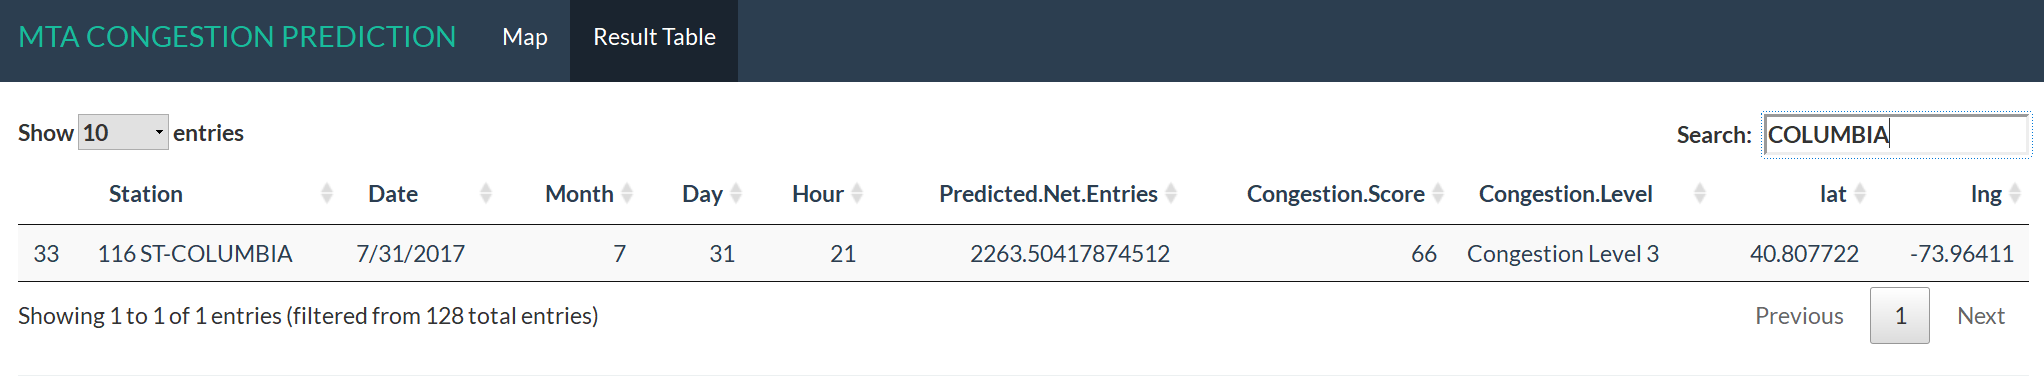 MTA CONGESTION PREDICTION Map Result Table
Show 10 entries Search: COLUMBIA
Station Date Month Day Hour Predicted.Net.Entries Congestion.Score Congestion.Level lat lng
33 116 ST-COLUMBIA 7/31/2017 7 31 21 2263.50417874512 66 Congestion Level 3 40.807722 -73.96411
Showing 1 to 1 of 1 entries (filtered from 128 total entries) Previous 1 Next